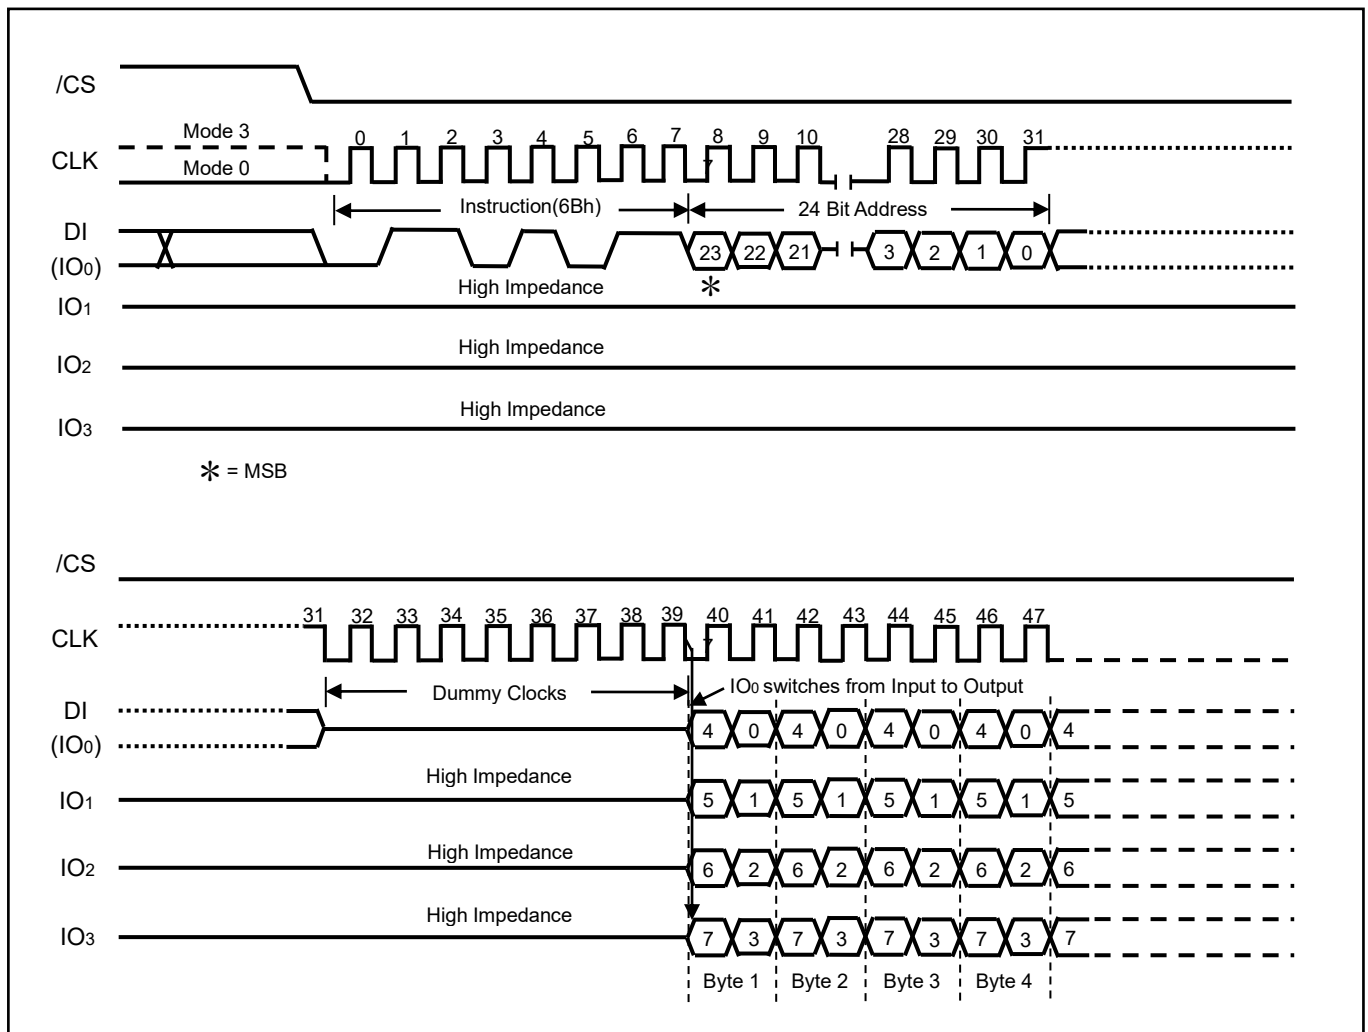 /CS
Mode 3
CLK
Mode 0
0 1 2 3 4 5 6 7 8 9 10 28 29 30 31
7
Instruction(6Bh) 24 Bit Address
DI
(IO0)
23 22 21 3 2 1 0
High Impedance *
IO1
High Impedance
IO2
High Impedance
IO3
* = MSB
/CS
31 32 33 34 35 36 37 38 39 40 41 42 43 44 45 46 47
CLK
7
Dummy Clocks
IO0 switches from Input to Output
DI
(IO0)
4 0 4 0 4 0 4 0 4
High Impedance
IO1
5 1 5 1 5 1 5 1 5
High Impedance
IO2
6 2 6 2 6 2 6 2 6
High Impedance
IO3
7 3 7 3 7 3 7 3 7
Byte 1 Byte 2 Byte 3 Byte 4